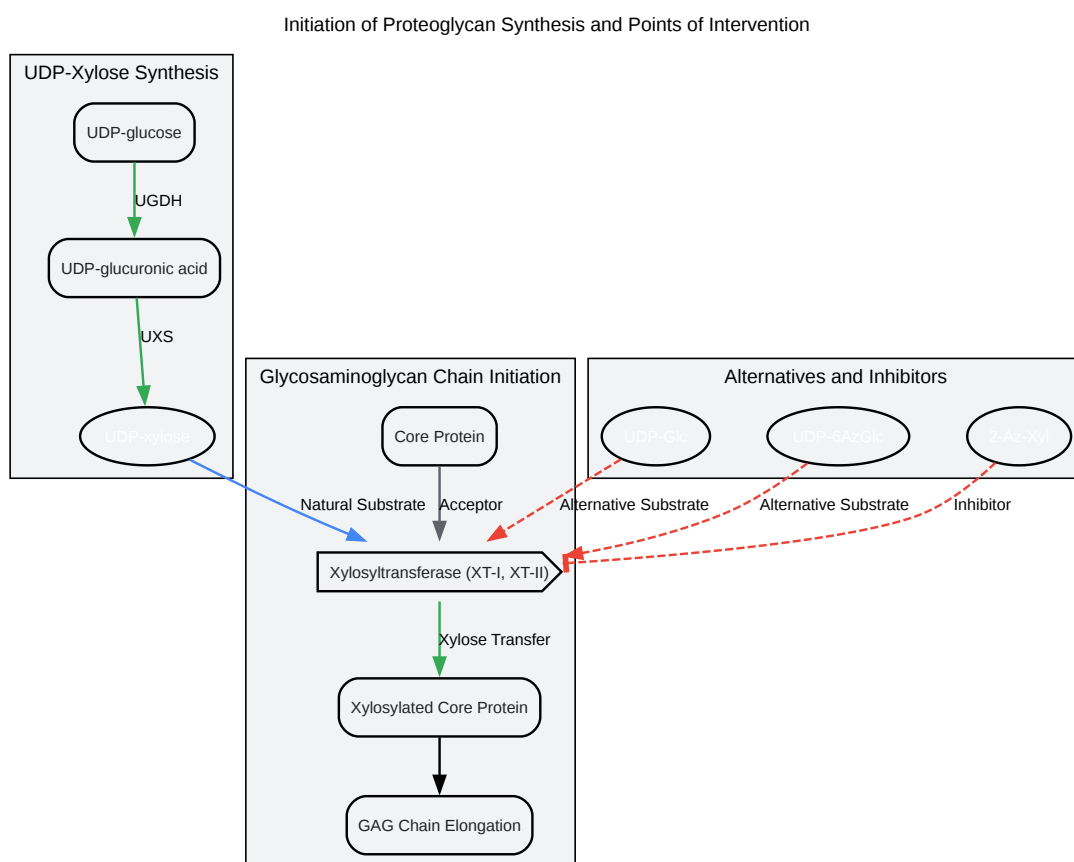 Initiation of Proteoglycan Synthesis and Points of Intervention
UDP-Xylose Synthesis
UDP-glucose
UGDH
UDP-glucuronic acid
UXS
UDP-xylose
Glycosaminoglycan Chain Initiation
Core Protein
Alternatives and Inhibitors
UDP-Glc
UDP-6AzGlc
2-Az-Xyl
Natural Substrate
Acceptor
Alternative Substrate
Alternative Substrate
Inhibitor
Xylosyltransferase (XT-I, XT-II)
Xylose Transfer
Xylosylated Core Protein
GAG Chain Elongation